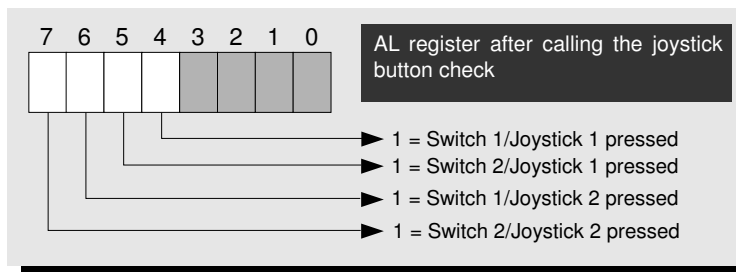 7 6 5 4 3 2 1 0
AL register after calling the joystick
button check
1 = Switch 1/Joystick 1 pressed
1 = Switch 2/Joystick 1 pressed
1 = Switch 1/Joystick 2 pressed
1 = Switch 2/Joystick 2 pressed